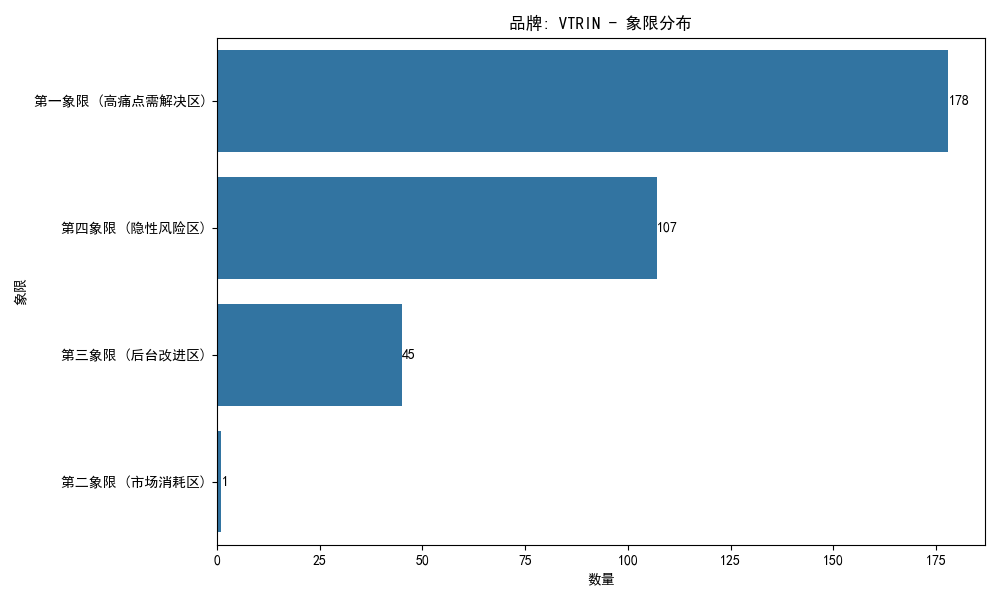 品牌: VTRIN - 象限分布
第一象限 (高痛点需解决区)
178
第四象限 (隐性风险区)
107
象限
第三象限 (后台改进区)
45
第二象限 (市场消耗区)
1
0 25 50 75 100 125 150 175
数量